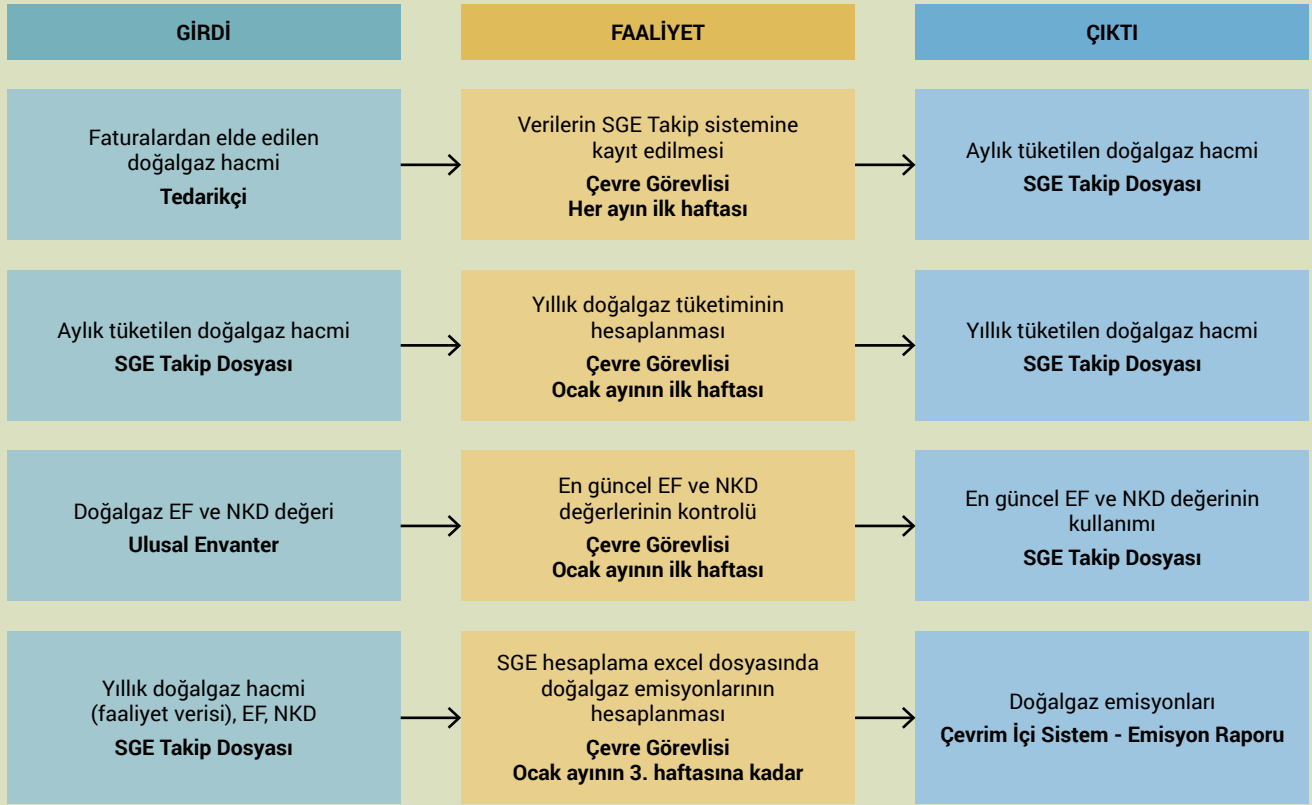 GİRDİ
FAALİYET
ÇIKTI
Faturalardan elde edilen
doğalgaz hacmi
Tedarikçi
Verilerin SGE Takip sistemine
kayıt edilmesi
Çevre Görevlisi
Her ayın ilk haftası
Aylık tüketilen doğalgaz hacmi
SGE Takip Dosyası
Aylık tüketilen doğalgaz hacmi
SGE Takip Dosyası
Yıllık doğalgaz tüketiminin
hesaplanması
Çevre Görevlisi
Ocak ayının ilk haftası
Yıllık tüketilen doğalgaz hacmi
SGE Takip Dosyası
Doğalgaz EF ve NKD değeri
Ulusal Envanter
En güncel EF ve NKD
değerlerinin kontrolü
Çevre Görevlisi
Ocak ayının ilk haftası
En güncel EF ve NKD değerinin
kullanımı
SGE Takip Dosyası
Yıllık doğalgaz hacmi
(faaliyet verisi), EF, NKD
SGE Takip Dosyası
SGE hesaplama excel dosyasında
doğalgaz emisyonlarının
hesaplanması
Çevre Görevlisi
Ocak ayının 3. haftasına kadar
Doğalgaz emisyonları
Çevrim İçi Sistem - Emisyon Raporu